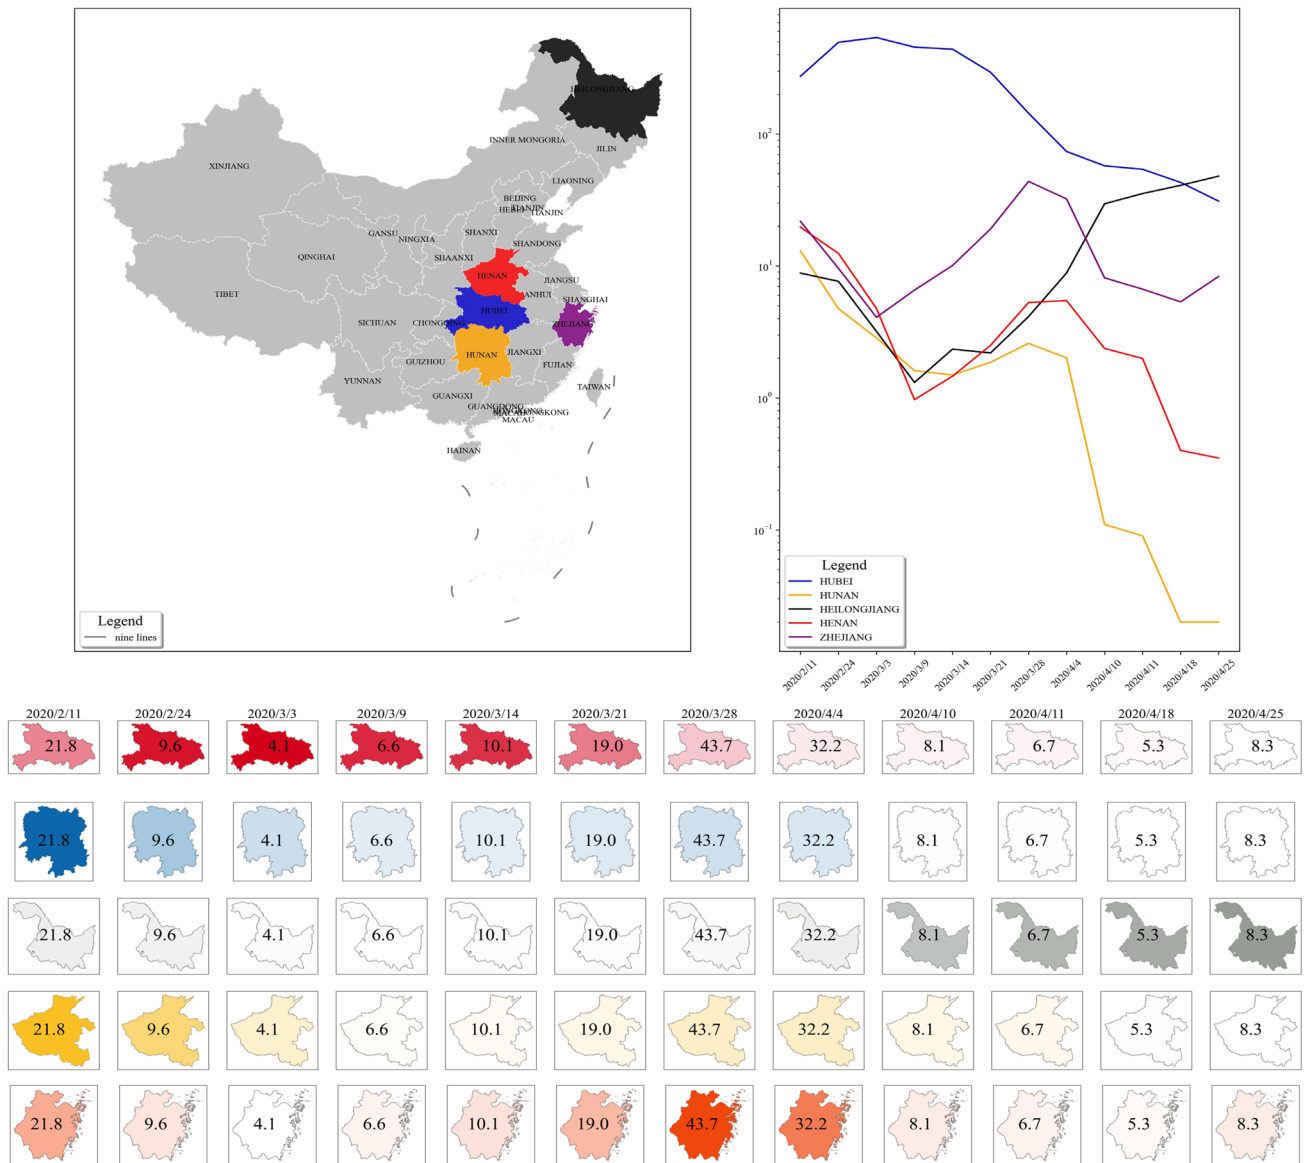 HEILONGJIANG
INNER MONGORIA
JILIN
XINJIANG
LIAONING
BEIJING
TIANJIN
HEBEI
TIANJIN
GANSU
NINGXIA
SHANXI
SHANDONG
QINGHAI
SHAANXI
HENAN
JIANGSU
TIBET
ANHUI
SHANGHAI
HUBEI
SICHUAN
CHONGQING
ZHEJIANG
HUNAN
JIANGXI
GUIZHOU
FUJIAN
YUNNAN
TAIWAN
GUANGXI
GUANGDONG
HONGKONG
MACAU
MACAU
HAINAN
Legend
nine lines
10²
10¹
10⁰
10⁻¹
Legend
HUBEI
HUNAN
HEILONGJIANG
HENAN
ZHEJIANG
2020/2/11 2020/2/24 2020/3/3 2020/3/9 2020/3/14 2020/3/21 2020/3/28 2020/4/4 2020/4/10 2020/4/11 2020/4/18 2020/4/25
2020/2/11 2020/2/24 2020/3/3 2020/3/9 2020/3/14 2020/3/21 2020/3/28 2020/4/4 2020/4/10 2020/4/11 2020/4/18 2020/4/25
21.8 9.6 4.1 6.6 10.1 19.0 43.7 32.2 8.1 6.7 5.3 8.3
21.8 9.6 4.1 6.6 10.1 19.0 43.7 32.2 8.1 6.7 5.3 8.3
21.8 9.6 4.1 6.6 10.1 19.0 43.7 32.2 8.1 6.7 5.3 8.3
21.8 9.6 4.1 6.6 10.1 19.0 43.7 32.2 8.1 6.7 5.3 8.3
21.8 9.6 4.1 6.6 10.1 19.0 43.7 32.2 8.1 6.7 5.3 8.3